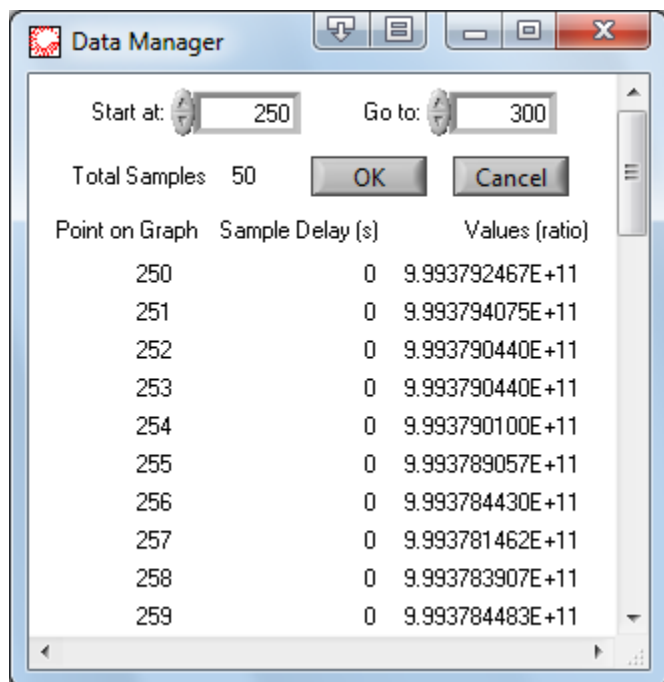 Data Manager
Start at: 250 Go to: 300
Total Samples 50 OK Cancel
Point on Graph Sample Delay (s) Values (ratio)
250 0 9.993792467E+11
251 0 9.993794075E+11
252 0 9.993790440E+11
253 0 9.993790440E+11
254 0 9.993790100E+11
255 0 9.993789057E+11
256 0 9.993784430E+11
257 0 9.993781462E+11
258 0 9.993783907E+11
259 0 9.993784483E+11